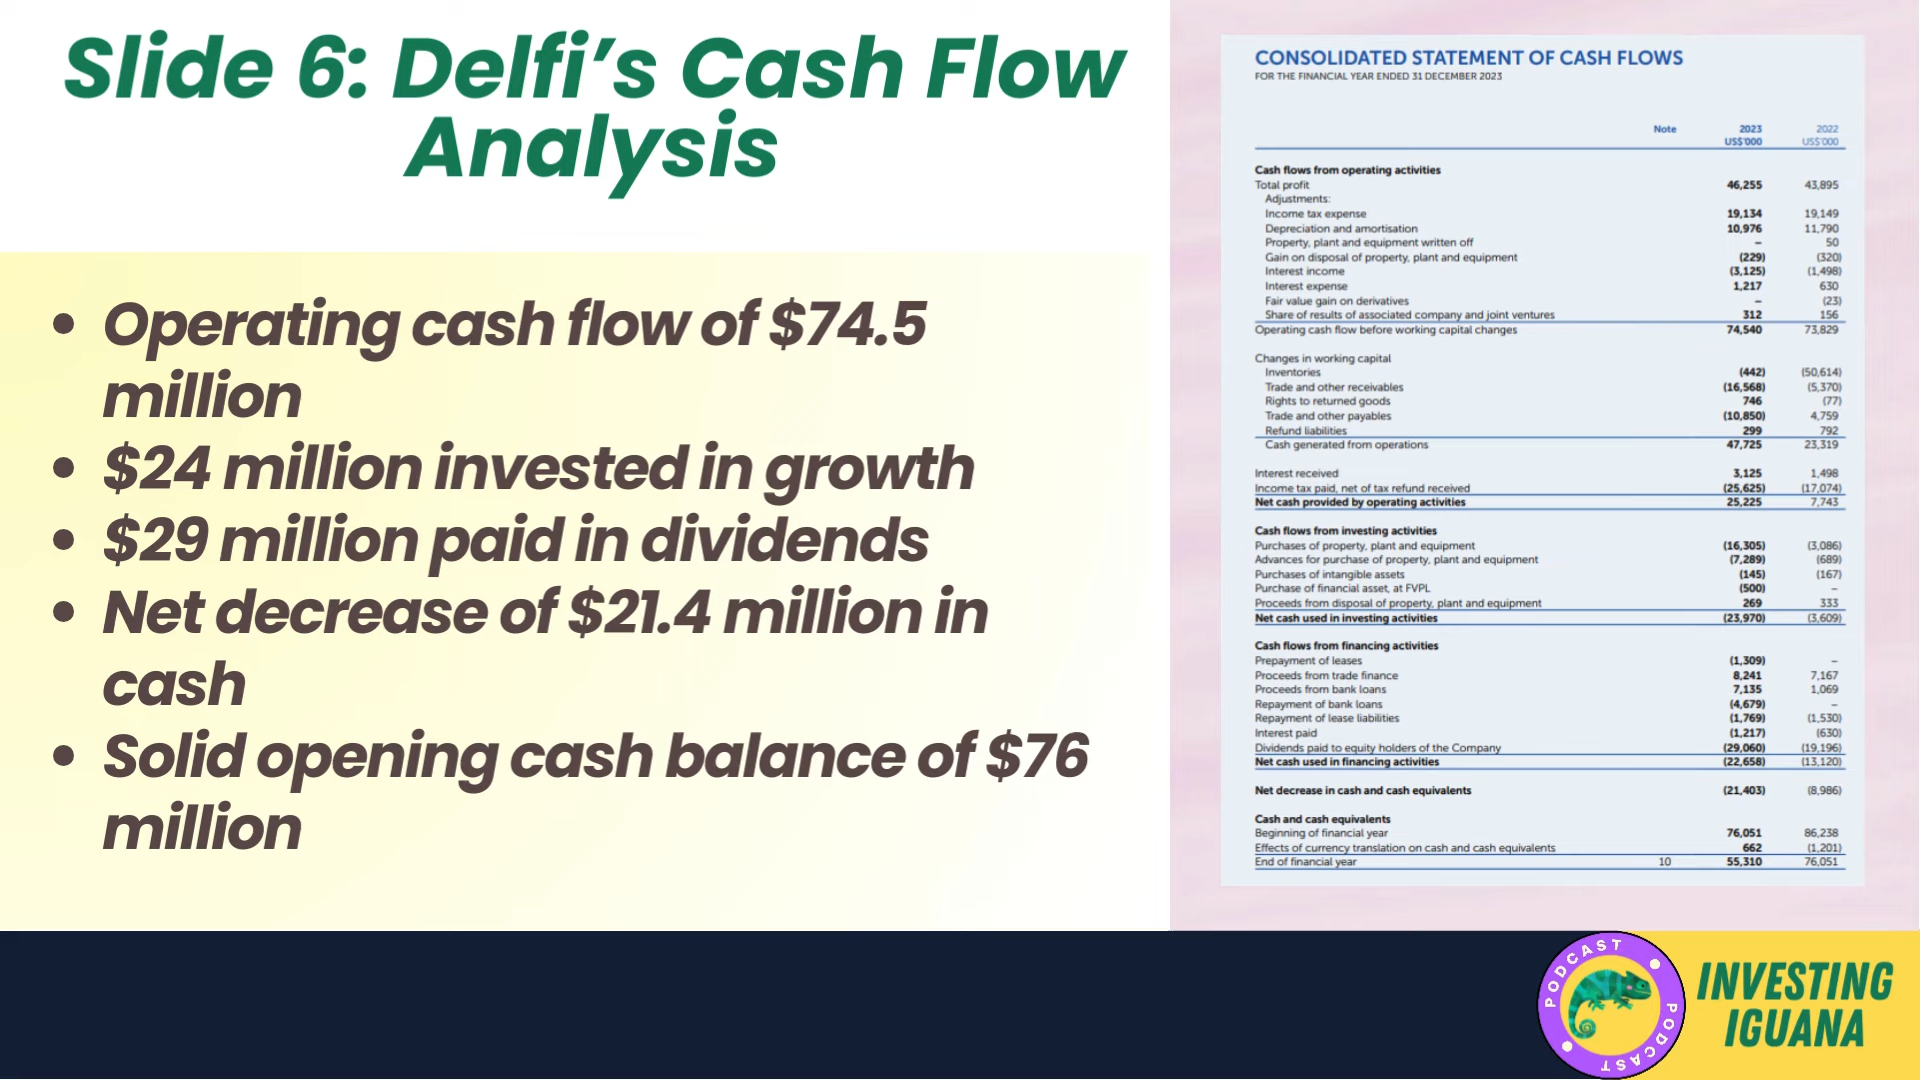 Slide 6: Delfi’s Cash Flow
Analysis
• Operating cash flow of $74.5
million
• $24 million invested in growth
• $29 million paid in dividends
• Net decrease of $21.4 million in
cash
• Solid opening cash balance of $76
million
CONSOLIDATED STATEMENT OF CASH FLOWS
FOR THE FINANCIAL YEAR ENDED 31 DECEMBER 2023
Note 2023 2022
US$'000 US$'000
Cash flows from operating activities
Total profit 46,255 43,895
Adjustments:
Income tax expense 19,134 19,149
Depreciation and amortisation 10,976 11,790
Property, plant and equipment written off – 50
Gain on disposal of property, plant and equipment (229) (320)
Interest income (3,125) (1,498)
Interest expense 1,217 630
Fair value gain on derivatives – (23)
Share of results of associated company and joint ventures 312 156
Operating cash flow before working capital changes 74,540 73,829
Changes in working capital
Inventories (442) (50,614)
Trade and other receivables (16,568) (5,370)
Rights to returned goods 746 (77)
Trade and other payables (10,850) 4,759
Refund liabilities 299 792
Cash generated from operations 47,725 23,319
Interest received 3,125 1,498
Income tax paid, net of tax refund received (25,625) (17,074)
Net cash provided by operating activities 25,225 7,743
Cash flows from investing activities
Purchases of property, plant and equipment (16,305) (3,086)
Advances for purchase of property, plant and equipment (7,289) (689)
Purchases of intangible assets (145) (167)
Purchase of financial asset, at FVPL (500) –
Proceeds from disposal of property, plant and equipment 269 333
Net cash used in investing activities (23,970) (3,609)
Cash flows from financing activities
Prepayment of leases (1,309) –
Proceeds from trade finance 8,241 7,167
Proceeds from bank loans 7,135 1,069
Repayment of bank loans (4,679) –
Repayment of lease liabilities (1,769) (1,530)
Interest paid (1,217) (630)
Dividends paid to equity holders of the Company (29,060) (19,196)
Net cash used in financing activities (22,658) (13,120)
Net decrease in cash and cash equivalents (21,403) (8,986)
Cash and cash equivalents
Beginning of financial year 76,051 86,238
Effects of currency translation on cash and cash equivalents 662 (1,201)
End of financial year 10 55,310 76,051
PODCAST
PODCAST
INVESTING
IGUANA